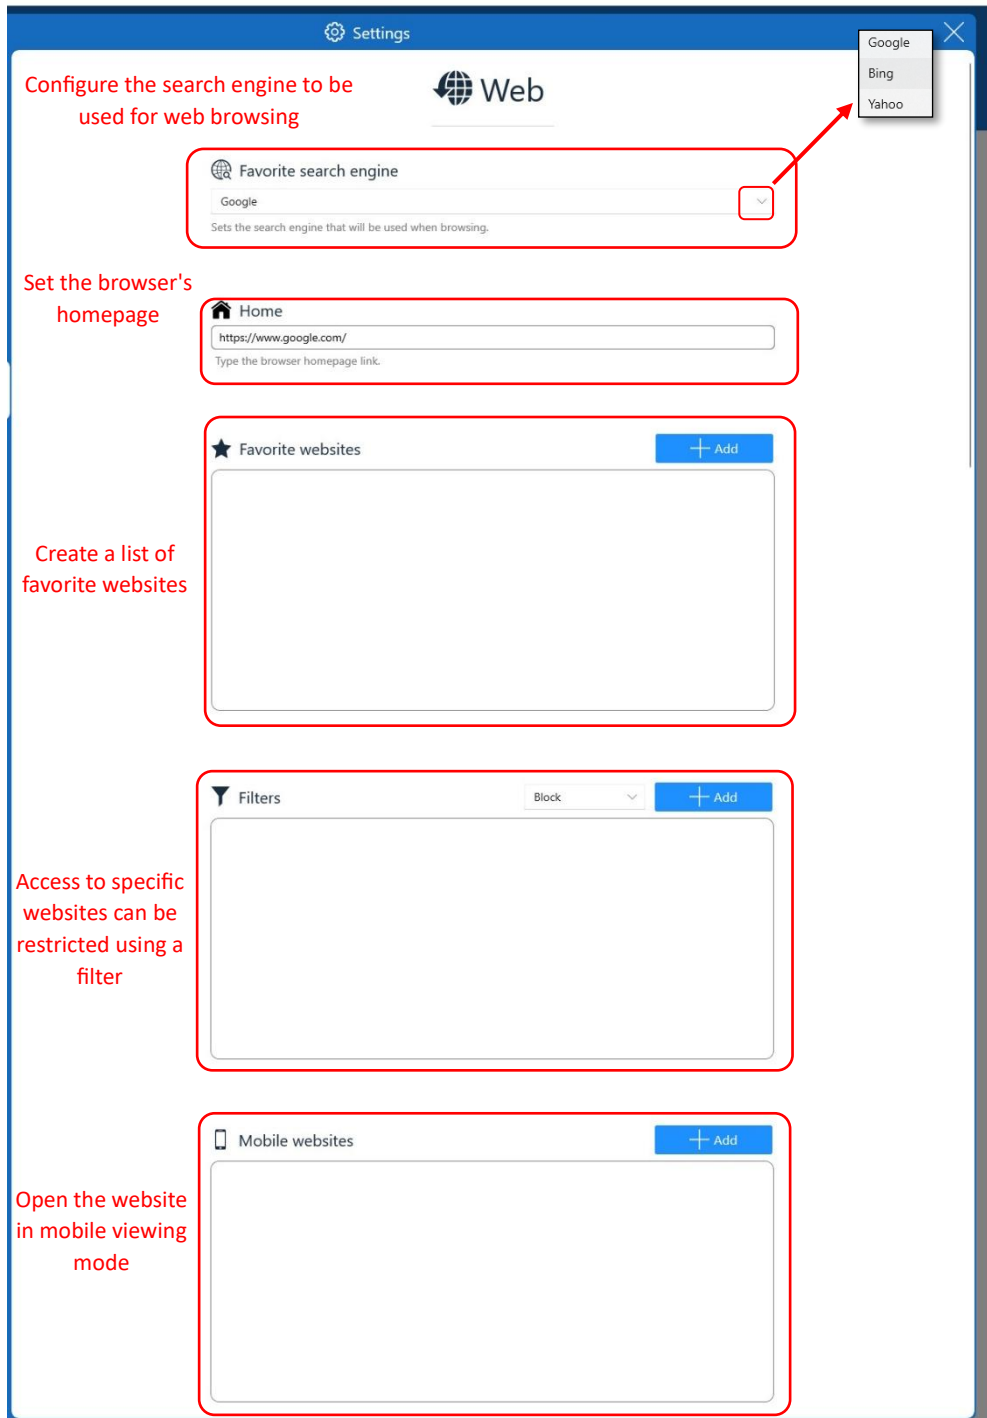 Settings
Google
Bing
Yahoo
Configure the search engine to be
used for web browsing
Web
Favorite search engine
Google
Sets the search engine that will be used when browsing.
Set the browser's
homepage
Home
https://www.google.com/
Type the browser homepage link.
Favorite websites
Add
Create a list of
favorite websites
Filters
Block
Add
Access to specific
websites can be
restricted using a
filter
Mobile websites
Add
Open the website
in mobile viewing
mode